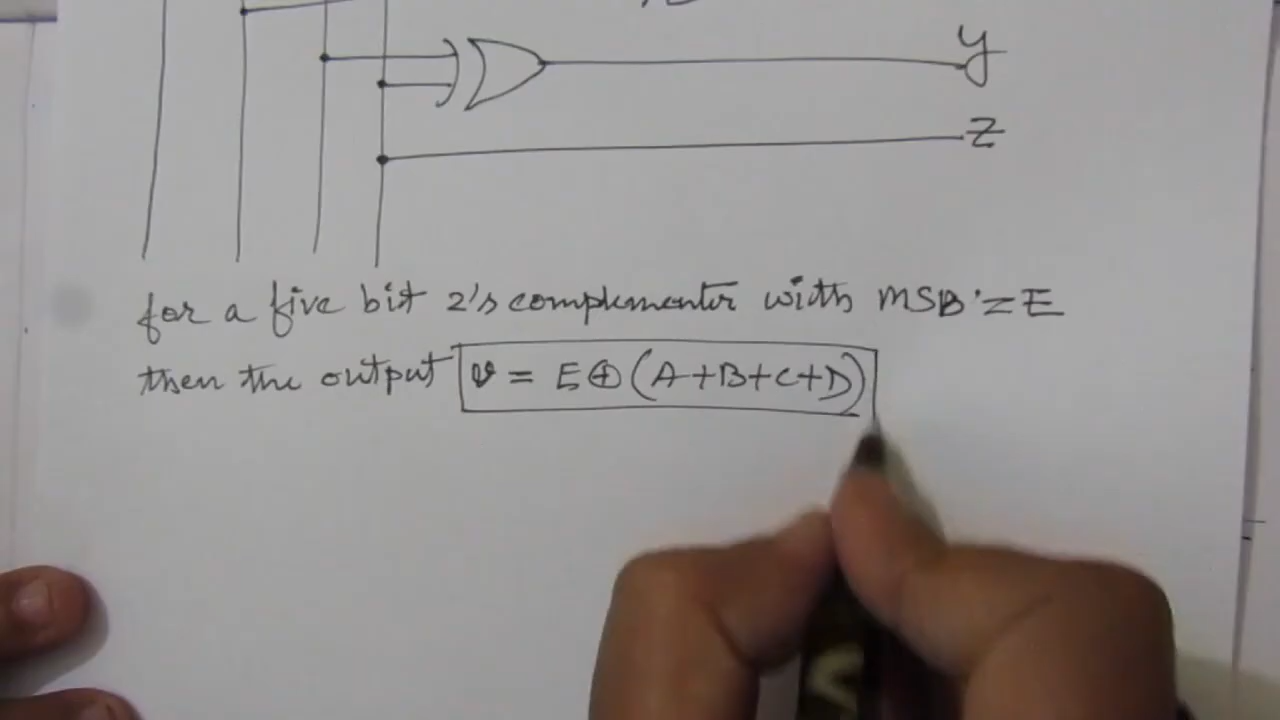 y
z
for a five bit 2's complementer with MSB = E
then the output v = E ⊕ (A+B+C+D)